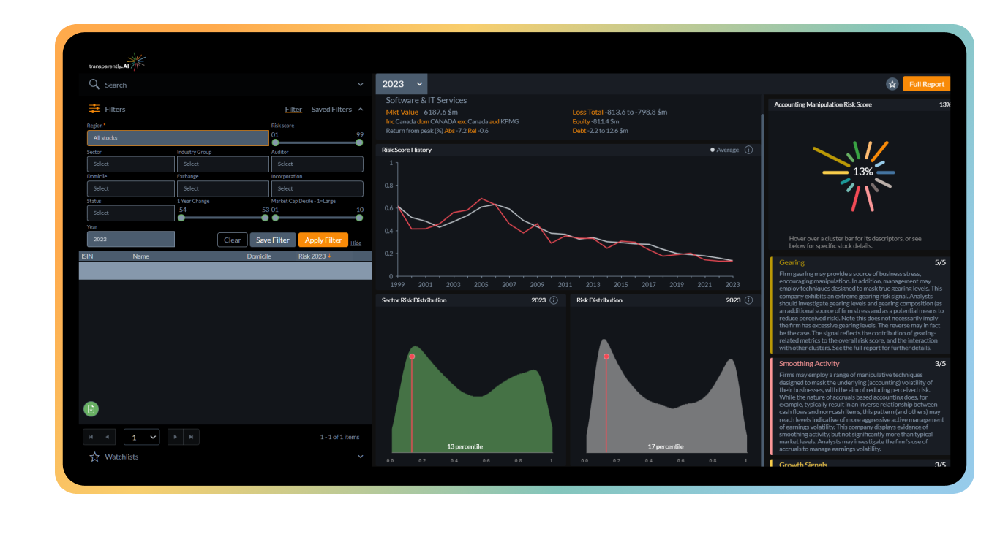 transparently.AI
Search
Filters
Filter Saved Filters
Region *
Risk score
All stocks
01 99
Sector Industry Group Auditor
Select Select Select
Domicile Exchange Incorporation
Select Select Select
Status 1 Year Change Market Cap Decile - 1=Large
Select
-54 53 01 10
Year
2023
Clear Save Filter Apply Filter Hide
ISIN Name Domicile Risk 2023 ↓
1
1 - 1 of 1 items
Watchlists
2023
Full Report
Software & IT Services
Mkt Value 6187.6 $m
Inc Canada dom CANADA exc Canada aud KPMG
Return from peak (%) Abs -7.2 Rel -0.6
Loss Total -813.6 to -798.8 $m
Equity -811.4 $m
Debt -2.2 to 12.6 $m
Risk Score History
Average
1
0.8
0.6
0.4
0.2
0
1999 2001 2003 2005 2007 2009 2011 2013 2015 2017 2019 2021 2023
Sector Risk Distribution 2023
13 percentile
0.0 0.2 0.4 0.6 0.8 1
Risk Distribution 2023
17 percentile
0.0 0.2 0.4 0.6 0.8 1
Accounting Manipulation Risk Score 13%
13%
Hover over a cluster bar for its descriptors, or see
below for specific stock details.
Gearing 5/5
Firm gearing may provide a source of business stress,
encouraging manipulation. In addition, management may
employ techniques designed to mask true gearing levels. This
company exhibits an extreme gearing risk signal. Analysts
should investigate gearing levels and gearing composition (as
an additional source of firm stress and as a potential means to
reduce perceived risk). Note this does not necessarily imply
the firm has excessive gearing levels. The reverse may in fact
be the case. The signal reflects the contribution of gearing-
related metrics to the overall risk score, and the interaction
with other clusters. See the full report for further details.
Smoothing Activity 3/5
Firms may employ a range of manipulative techniques
designed to mask the underlying (accounting) volatility of
their businesses, with the aim of reducing perceived risk.
While the nature of accruals based accounting does, for
example, typically result in an inverse relationship between
cash flows and non-cash items, this pattern (and others) may
reach levels indicative of more aggressive active management
of earnings volatility. This company displays evidence of
smoothing activity, but not significantly more than typical
market levels. Analysts may investigate the firm's use of
accruals to manage earnings volatility.
Growth Signals 3/5